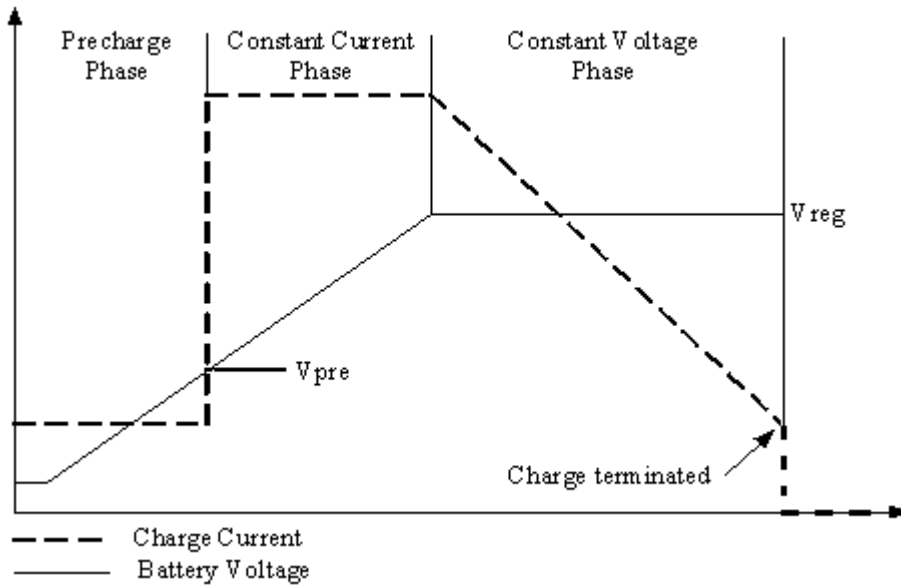 Precharge
Phase
Constant Current
Phase
Constant Voltage
Phase
Vreg
Vpre
Charge terminated
Charge Current
Battery Voltage